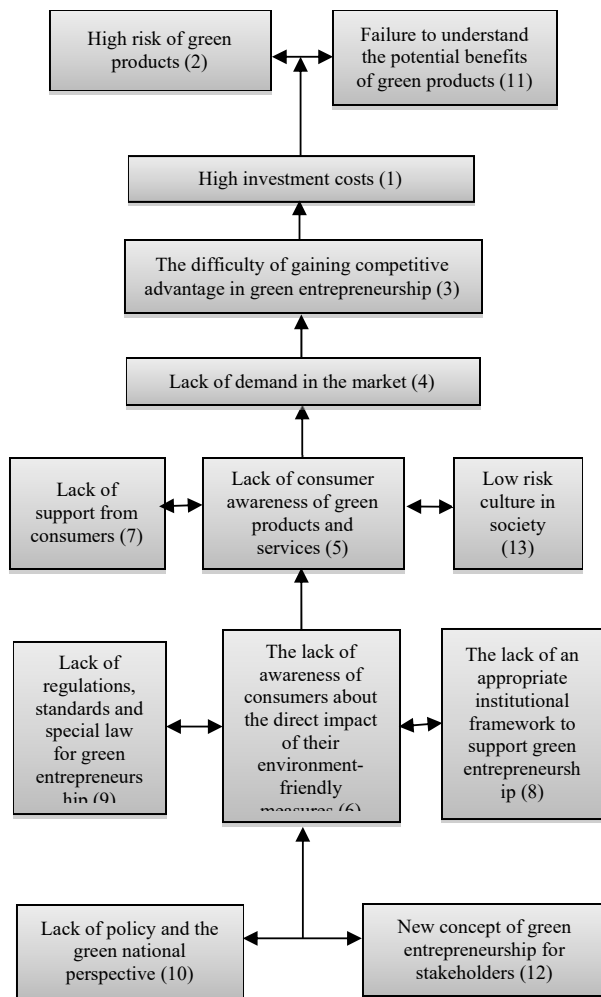 High risk of green
products (2)
Failure to understand
the potential benefits
of green products (11)
High investment costs (1)
The difficulty of gaining competitive
advantage in green entrepreneurship (3)
Lack of demand in the market (4)
Lack of
support from
consumers (7)
Lack of consumer
awareness of green
products and
services (5)
Low risk
culture in
society
(13)
Lack of
regulations,
standards and
special law
for green
entrepreneurs
hip (9)
The lack of
awareness of
consumers about
the direct impact
of their
environment-
friendly
measures (6)
The lack of an
appropriate
institutional
framework to
support green
entrepreneursh
ip (8)
Lack of policy and the
green national
perspective (10)
New concept of green
entrepreneurship for
stakeholders (12)